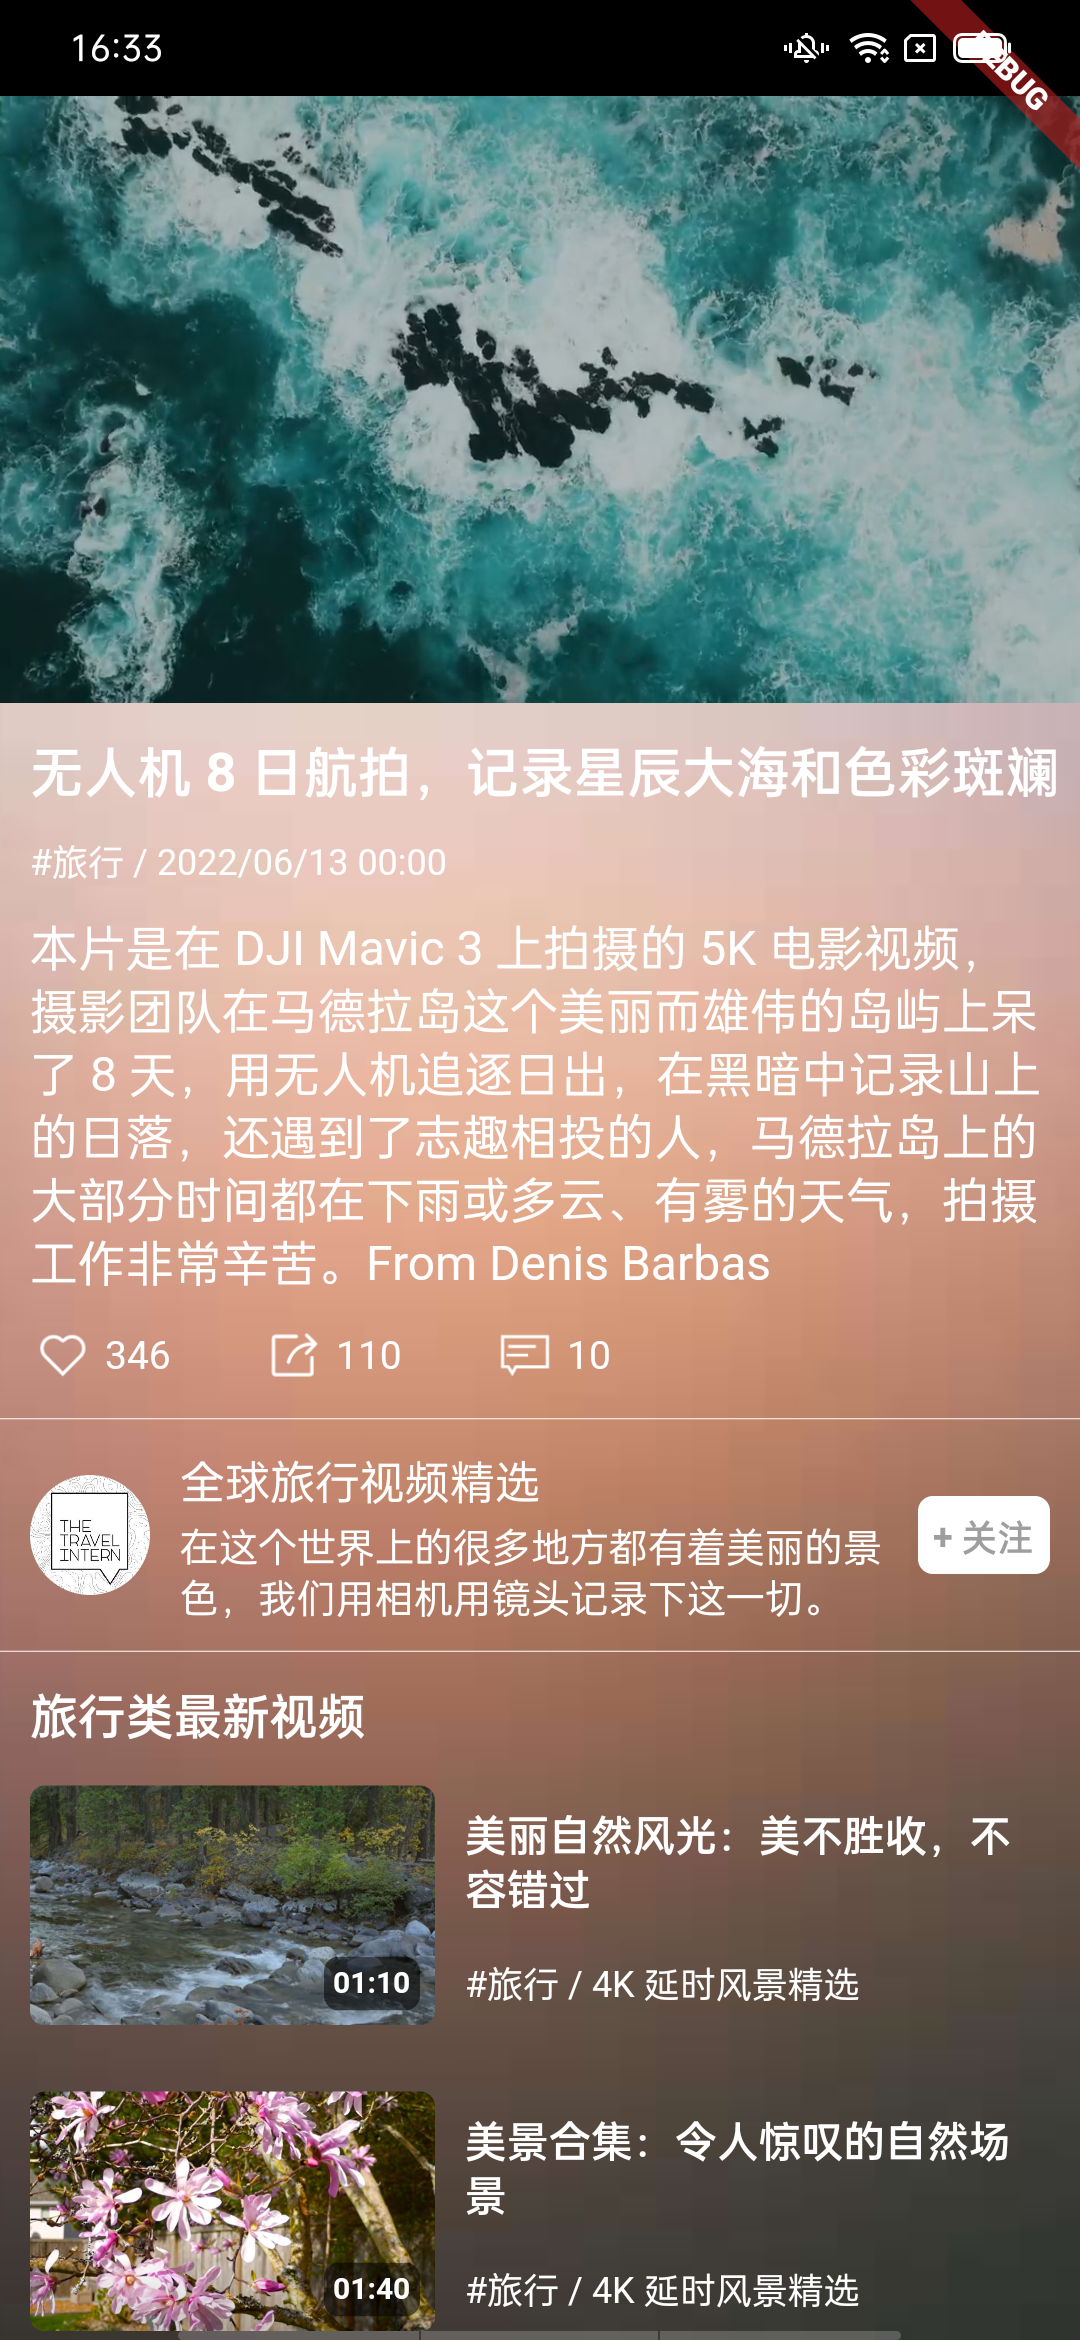 16:33
DEBUG
无人机 8 日航拍，记录星辰大海和色彩斑斓
#旅行 / 2022/06/13 00:00
本片是在 DJI Mavic 3 上拍摄的 5K 电影视频，
摄影团队在马德拉岛这个美丽而雄伟的岛屿上呆
了 8 天，用无人机追逐日出，在黑暗中记录山上
的日落，还遇到了志趣相投的人，马德拉岛上的
大部分时间都在下雨或多云、有雾的天气，拍摄
工作非常辛苦。From Denis Barbas
346 110 10
THE
TRAVEL
INTERN
全球旅行视频精选
在这个世界上的很多地方都有着美丽的景
色，我们用相机用镜头记录下这一切。
+ 关注
旅行类最新视频
美丽自然风光：美不胜收，不
容错过
01:10
#旅行 / 4K 延时风景精选
美景合集：令人惊叹的自然场
景
01:40
#旅行 / 4K 延时风景精选